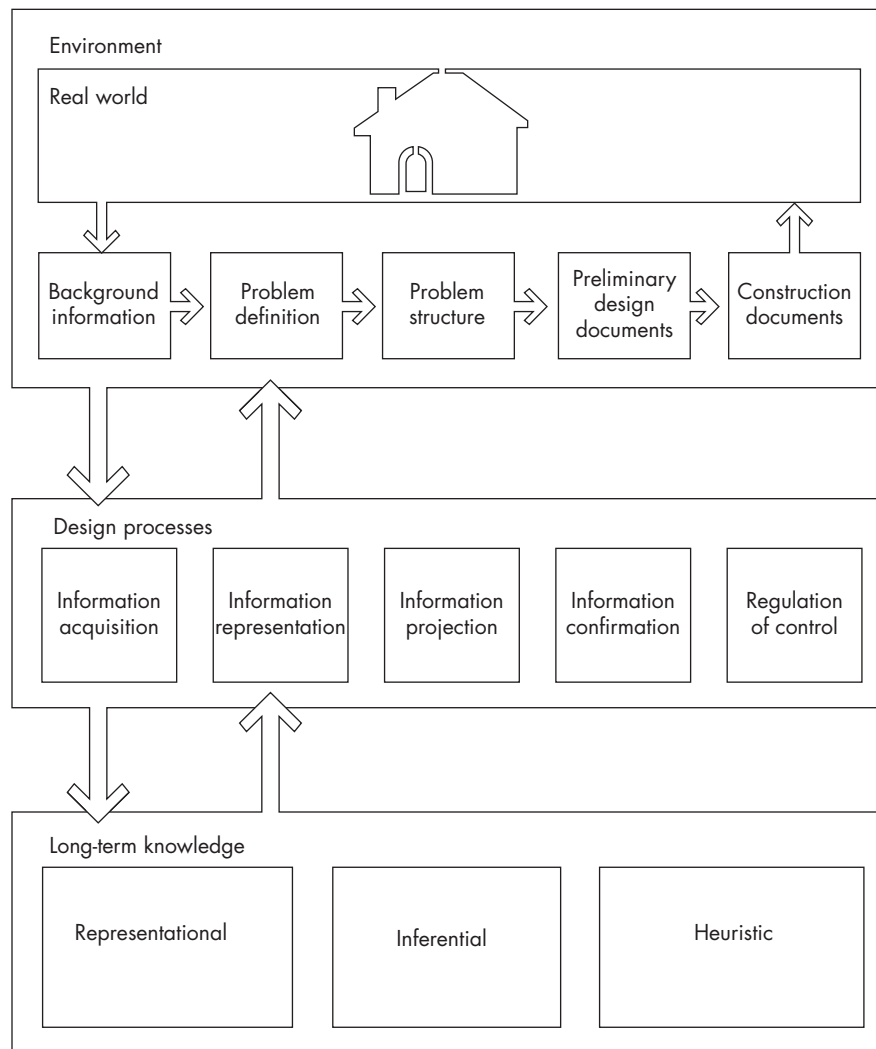 Environment
Real world
Background
information
Problem
definition
Problem
structure
Preliminary
design
documents
Construction
documents
Design processes
Information
acquisition
Information
representation
Information
projection
Information
confirmation
Regulation
of control
Long-term knowledge
Representational
Inferential
Heuristic